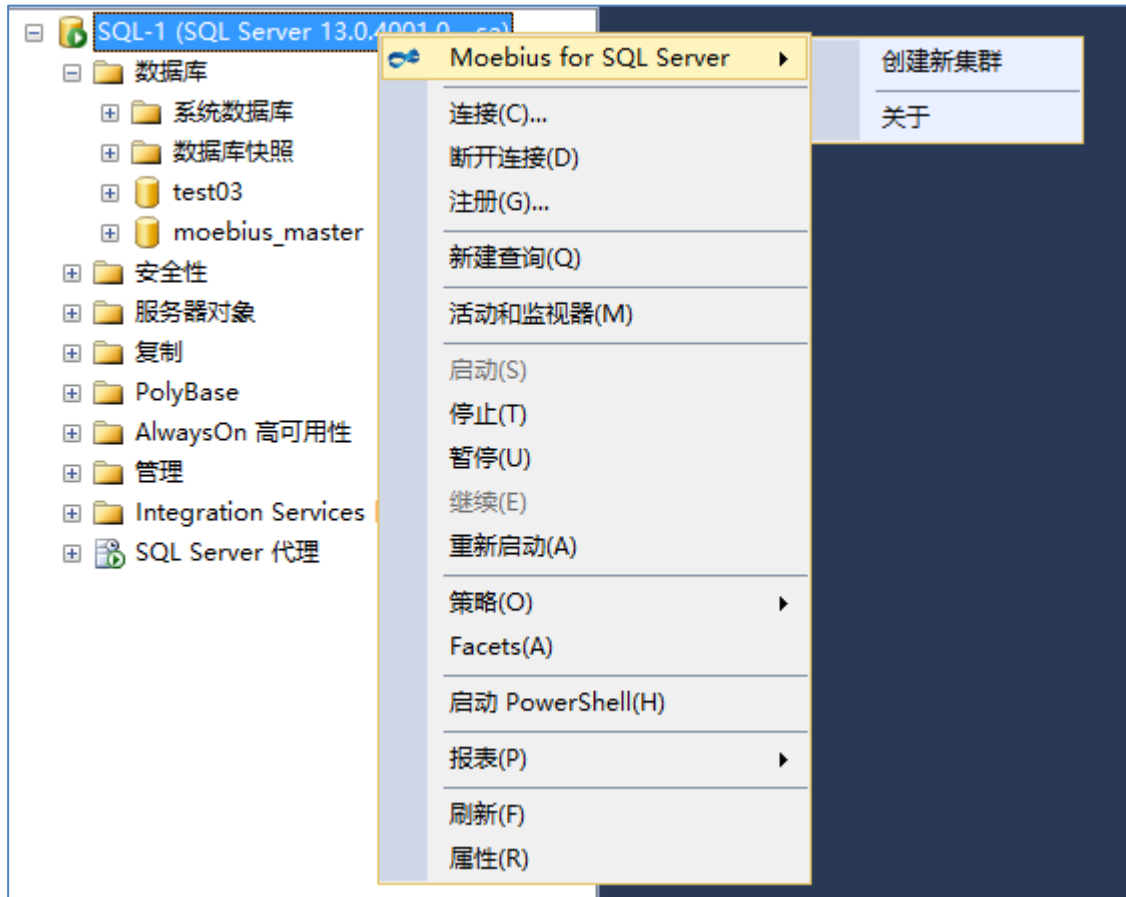 SQL-1 (SQL Server 13.0.4001.0 - sa)
数据库
系统数据库
数据库快照
test03
moebius_master
安全性
服务器对象
复制
PolyBase
AlwaysOn 高可用性
管理
Integration Services
SQL Server 代理
Moebius for SQL Server
连接(C)...
断开连接(D)
注册(G)...
新建查询(Q)
活动和监视器(M)
启动(S)
停止(T)
暂停(U)
继续(E)
重新启动(A)
策略(O)
Facets(A)
启动 PowerShell(H)
报表(P)
刷新(F)
属性(R)
创建新集群
关于